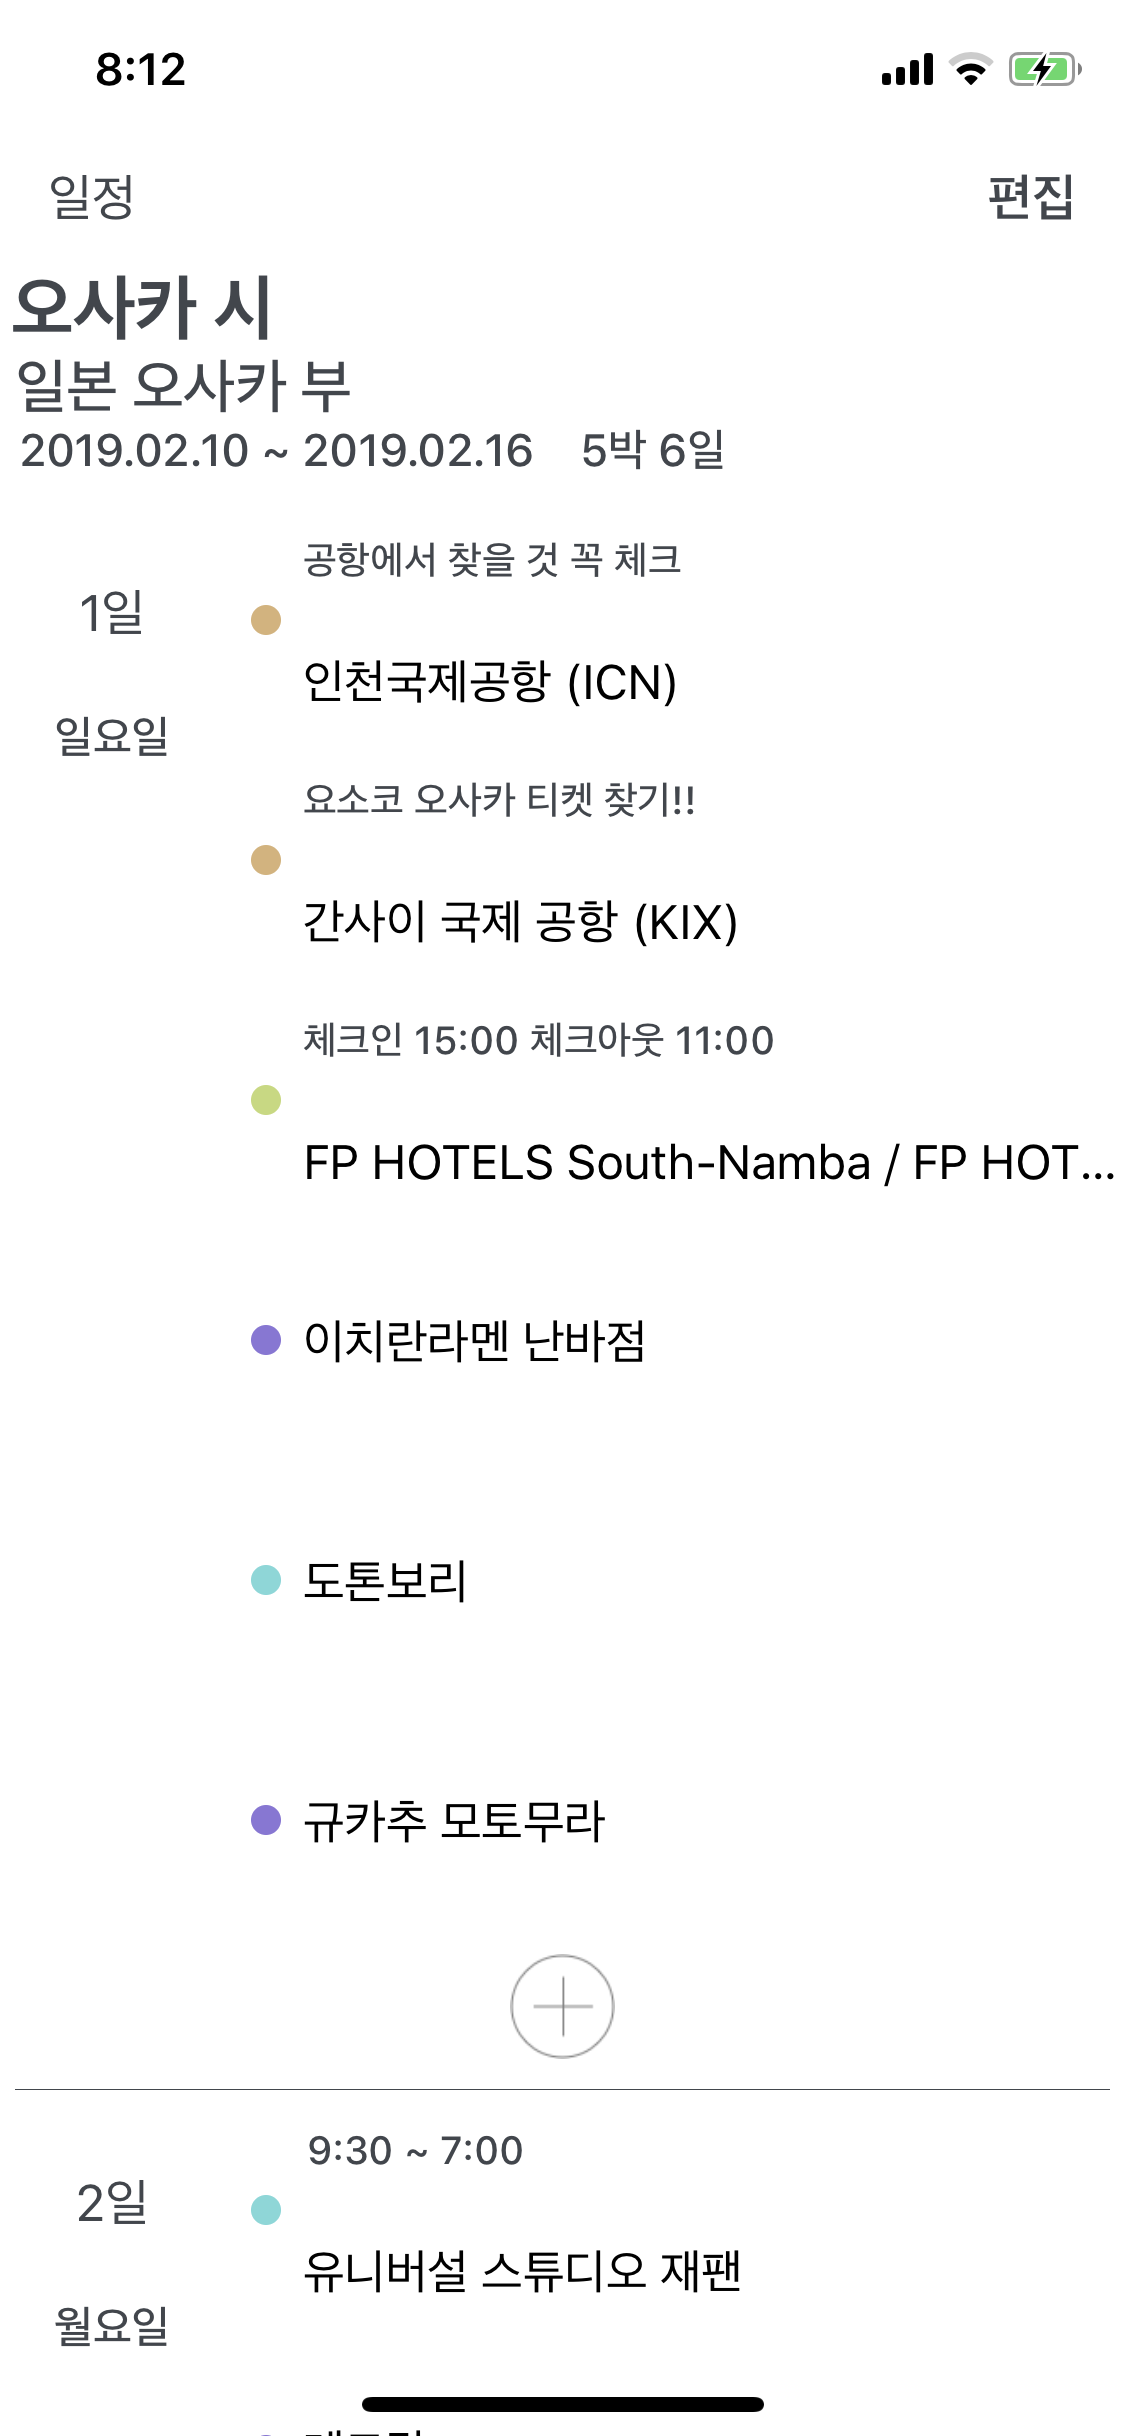 8:12
일정 편집
오사카 시
일본 오사카 부
2019.02.10 ~ 2019.02.16 5박 6일
1일
일요일
공항에서 찾을 것 꼭 체크
인천국제공항 (ICN)
요소코 오사카 티켓 찾기!!
간사이 국제 공항 (KIX)
체크인 15:00 체크아웃 11:00
FP HOTELS South-Namba / FP HOT...
이치란라멘 난바점
도톤보리
규카추 모토무라
2일
월요일
9:30 ~ 7:00
유니버설 스튜디오 재팬